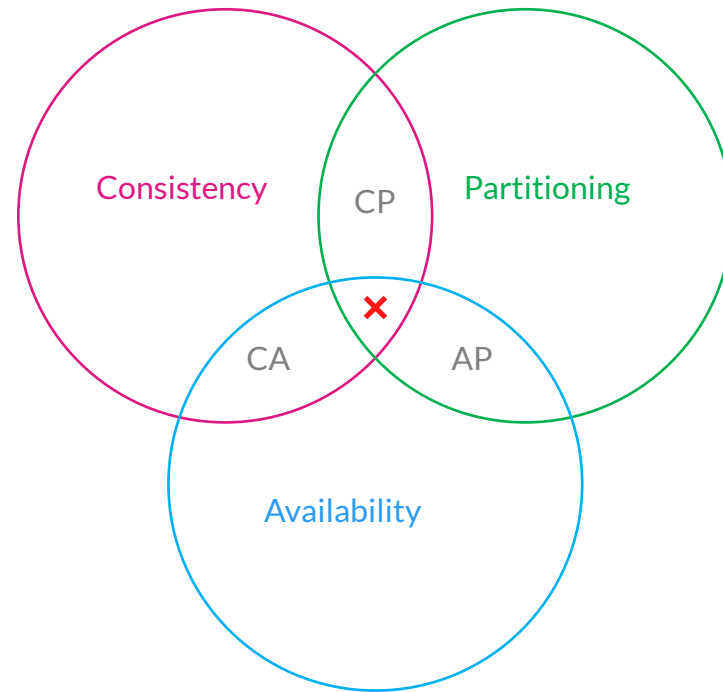 Consistency
Partitioning
CP
CA
AP
Availability